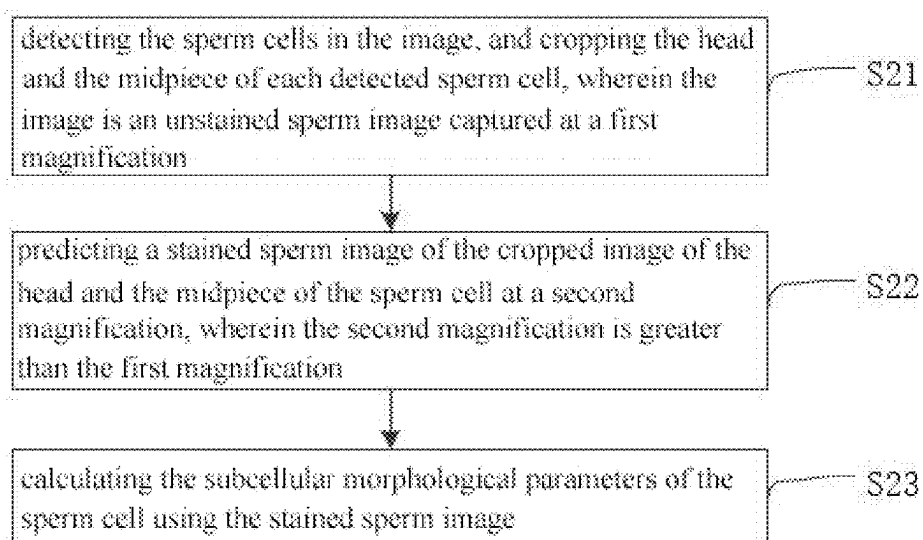 detecting the sperm cells in the image, and cropping the head
and the midpiece of each detected sperm cell, wherein the
image is an unstained sperm image captured at a first
magnification
S21
predicting a stained sperm image of the cropped image of the
head and the midpiece of the sperm cell at a second
magnification, wherein the second magnification is greater
than the first magnification
S22
calculating the subcellular morphological parameters of the
sperm cell using the stained sperm image
S23